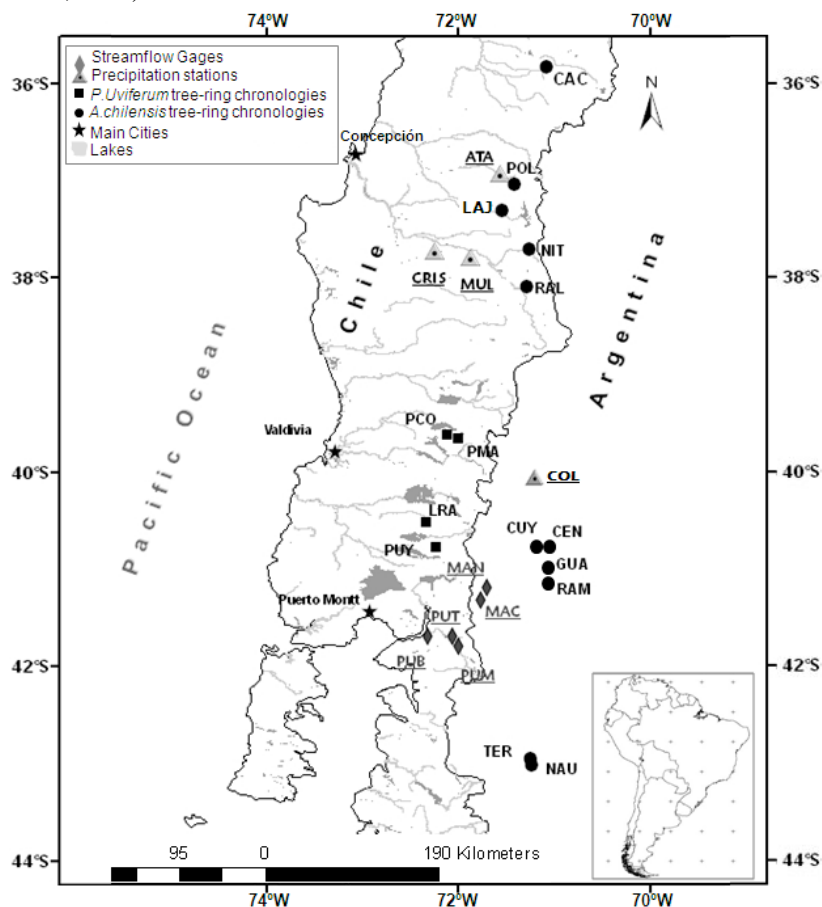 74°W 72°W 70°W
Streamflow Gages
Precipitation stations
P.Uviferum tree-ring chronologies
A.chilensis tree-ring chronologies
Main Cities
Lakes
36°S
36°S
CAC
N
Concepción
ATA
POL
LAJ
NIT
CRIS
MUL
RAL
38°S
38°S
Chile
Argentina
Pacific Ocean
PCO
PMA
Valdivia
40°S
40°S
COL
LRA
CUY
CEN
PUY
GUA
MAN
RAM
Puerto Montt
MAC
PUT
PUB
PUM
42°S
42°S
TER
NAU
95 0 190 Kilometers
44°S
44°S
74°W 72°W 70°W